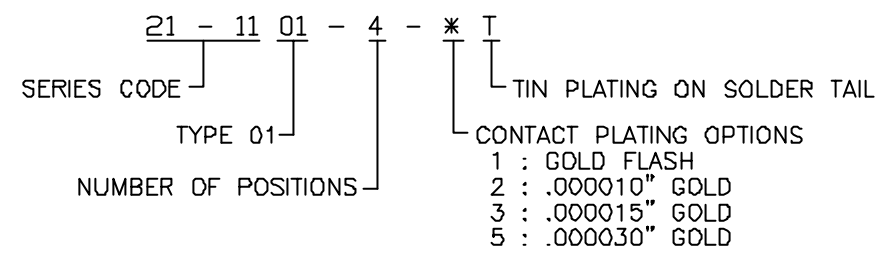 21 - 11 01 - 4 - * T
SERIES CODE
TIN PLATING ON SOLDER TAIL
TYPE 01
CONTACT PLATING OPTIONS
1 : GOLD FLASH
NUMBER OF POSITIONS
2 : .000010" GOLD
3 : .000015" GOLD
5 : .000030" GOLD